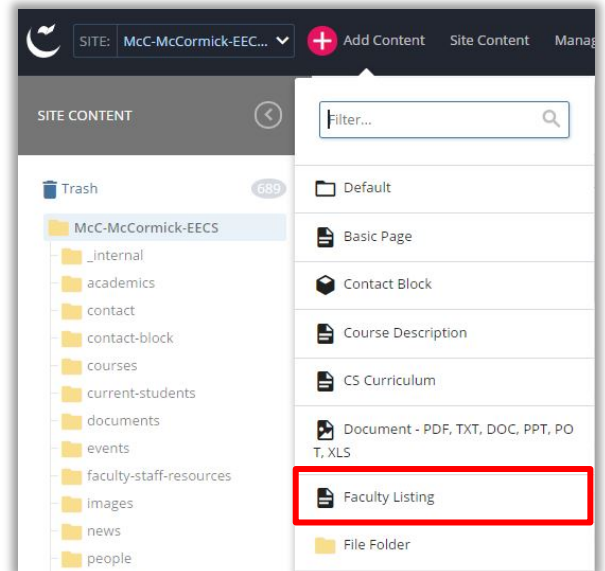 SITE: McC-McCormick-EEC...
Add Content
Site Content
SITE CONTENT
Filter...
Trash
689
McC-McCormick-EECS
_internal
academics
contact
contact-block
courses
current-students
documents
events
faculty-staff-resources
images
news
people
Default
Basic Page
Contact Block
Course Description
CS Curriculum
Document - PDF, TXT, DOC, PPT, PO
T, XLS
Faculty Listing
File Folder